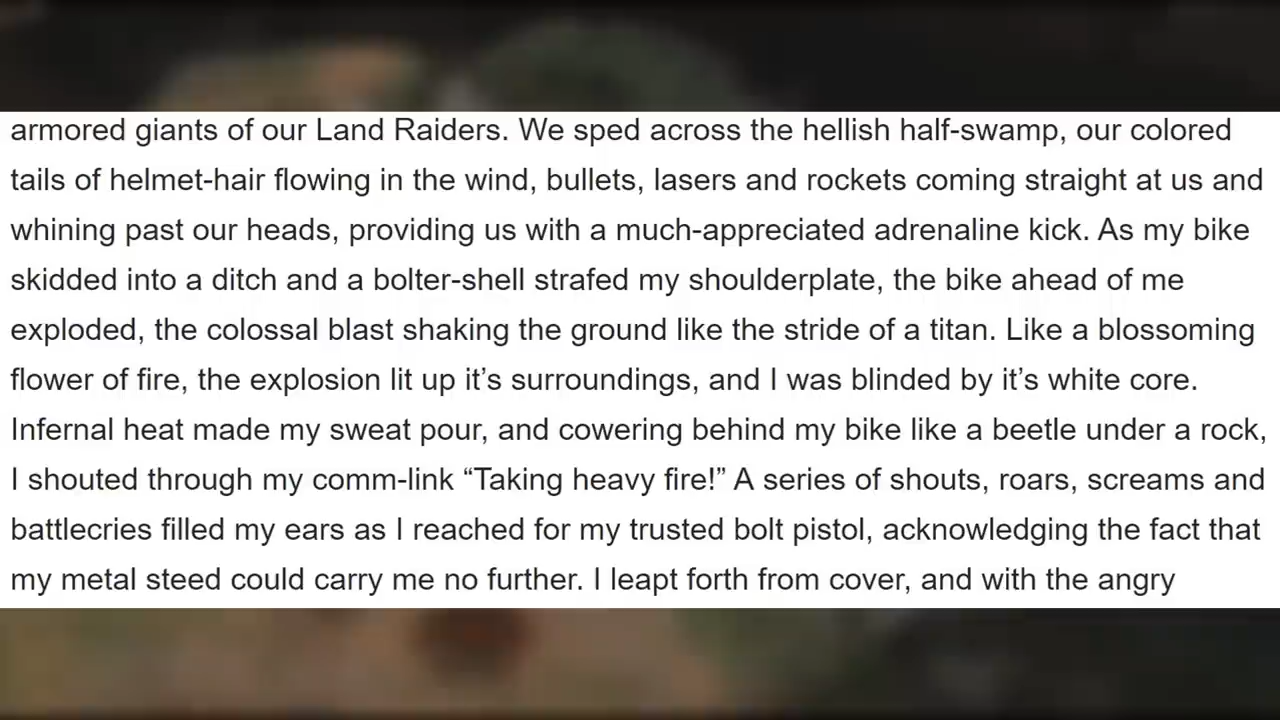 armored giants of our Land Raiders. We sped across the hellish half-swamp, our colored
tails of helmet-hair flowing in the wind, bullets, lasers and rockets coming straight at us and
whining past our heads, providing us with a much-appreciated adrenaline kick. As my bike
skidded into a ditch and a bolter-shell strafed my shoulderplate, the bike ahead of me
exploded, the colossal blast shaking the ground like the stride of a titan. Like a blossoming
flower of fire, the explosion lit up it’s surroundings, and I was blinded by it’s white core.
Infernal heat made my sweat pour, and cowering behind my bike like a beetle under a rock,
I shouted through my comm-link “Taking heavy fire!” A series of shouts, roars, screams and
battlecries filled my ears as I reached for my trusted bolt pistol, acknowledging the fact that
my metal steed could carry me no further. I leapt forth from cover, and with the angry